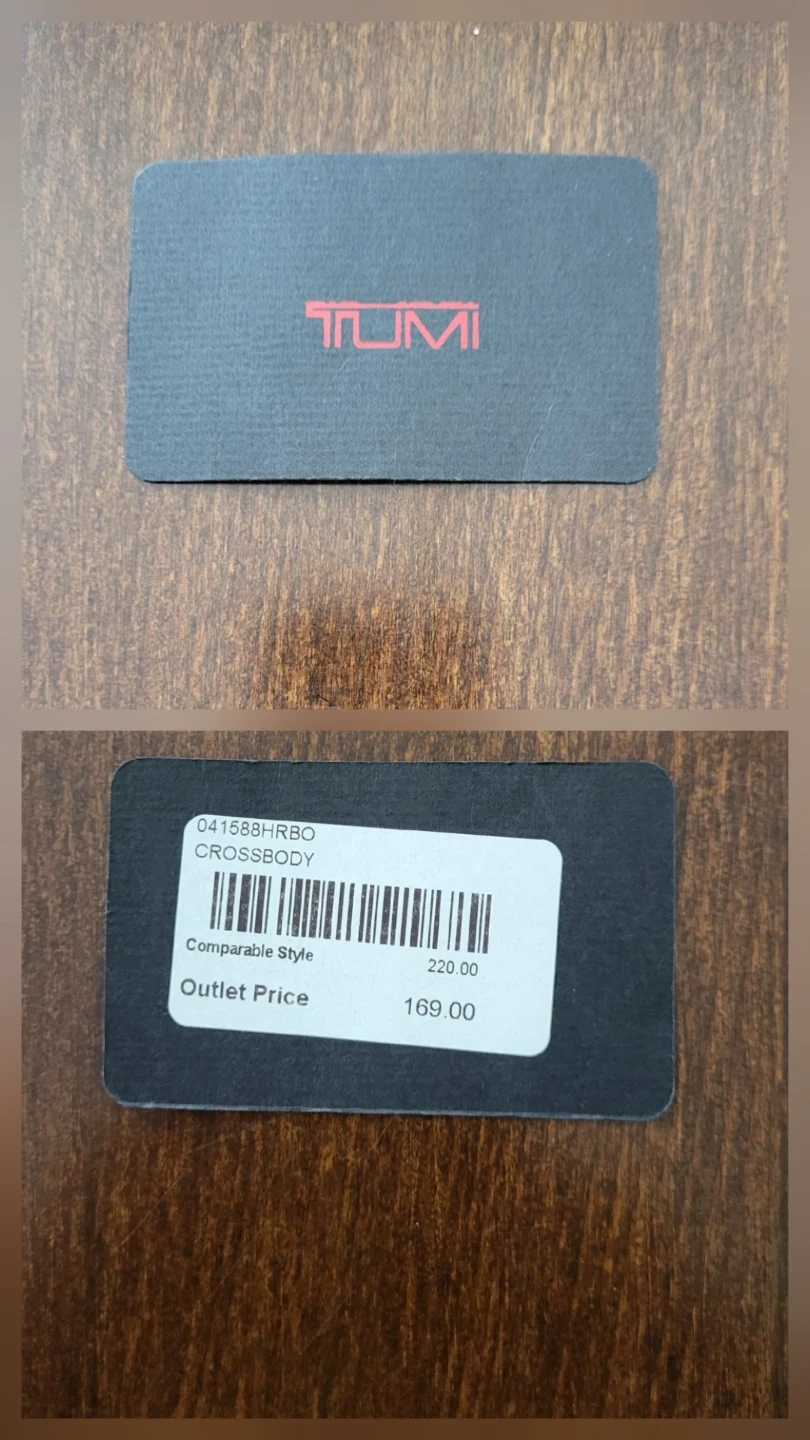 TUMI
041588HRBO
CROSSBODY
Comparable Style 220.00
Outlet Price 169.00